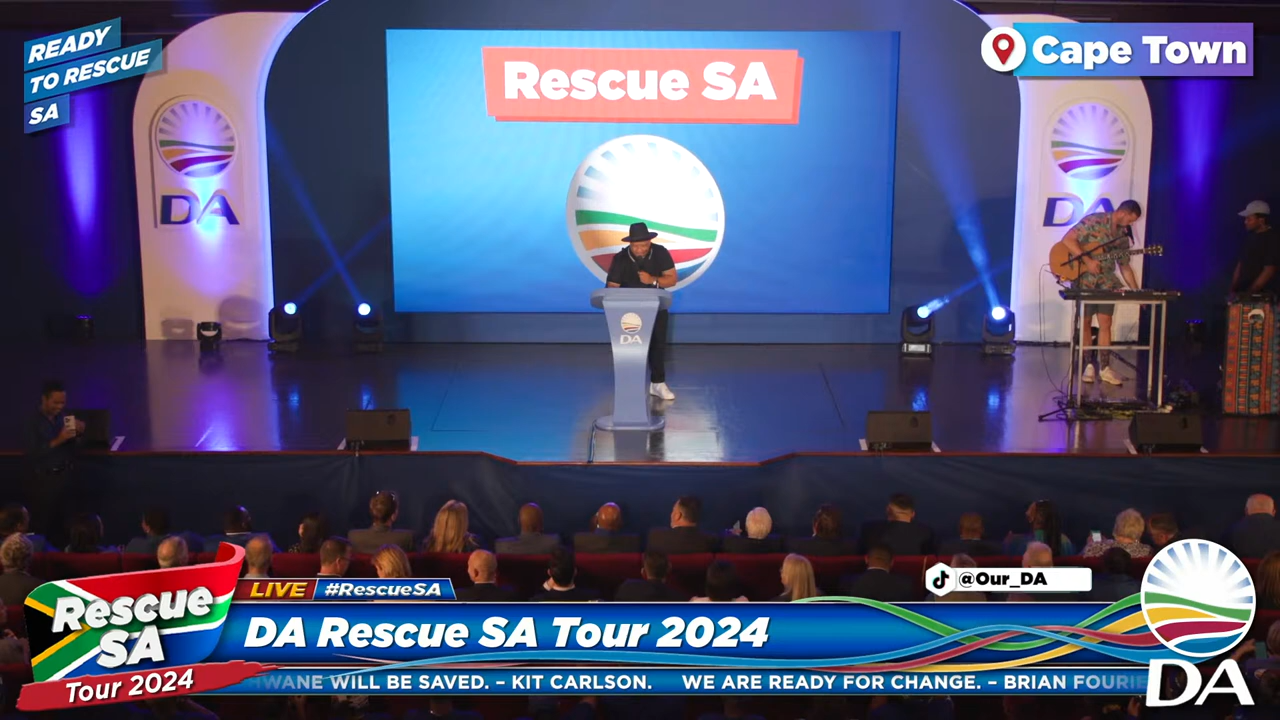 READY
TO RESCUE
SA
Cape Town
Rescue SA
DA
DA
DA
@Our_DA
LIVE #RescueSA
Rescue
SA
Tour 2024
DA Rescue SA Tour 2024
HWANE WILL BE SAVED. – KIT CARLSON. WE ARE READY FOR CHANGE. – BRIAN FOURIE
DA